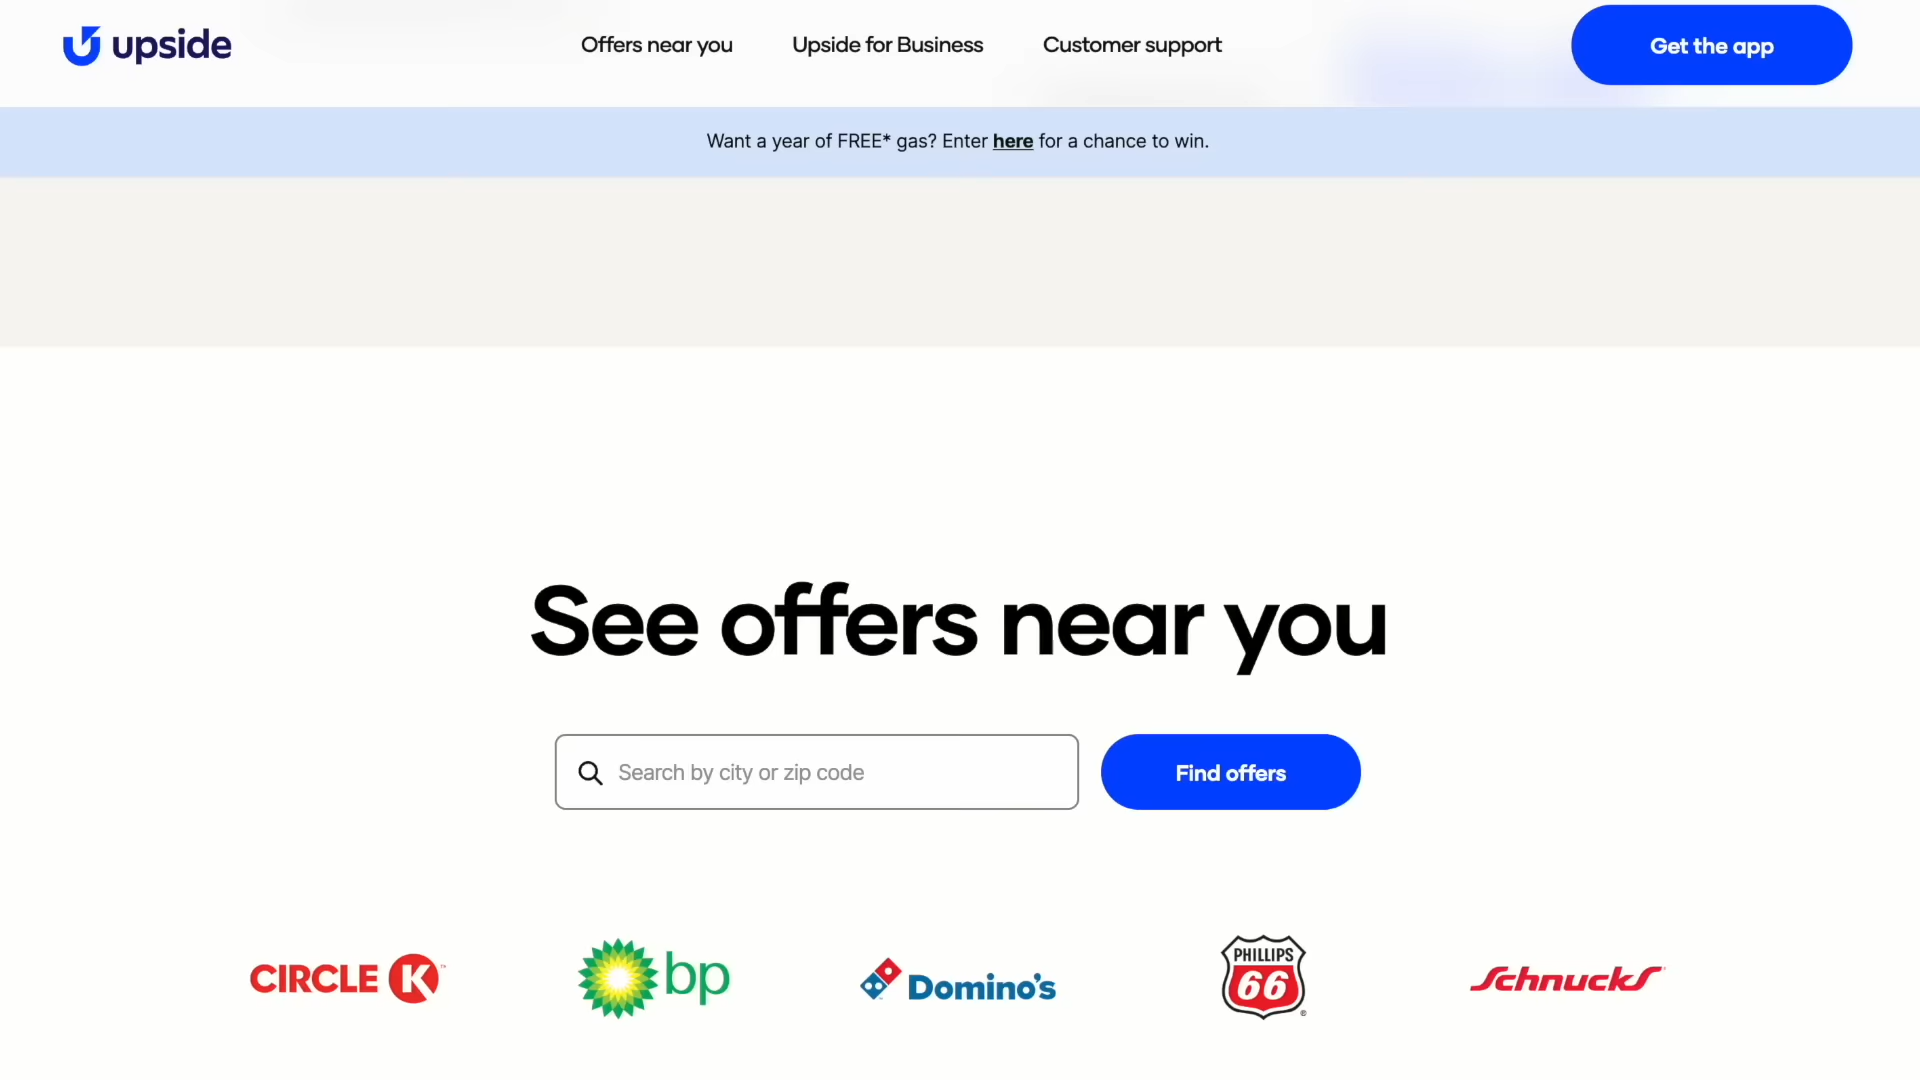 upside
Offers near you
Upside for Business
Customer support
Get the app
Want a year of FREE* gas? Enter here for a chance to win.
See offers near you
Search by city or zip code
Find offers
CIRCLE K™
bp
Domino's
PHILLIPS
66®
Schnucks